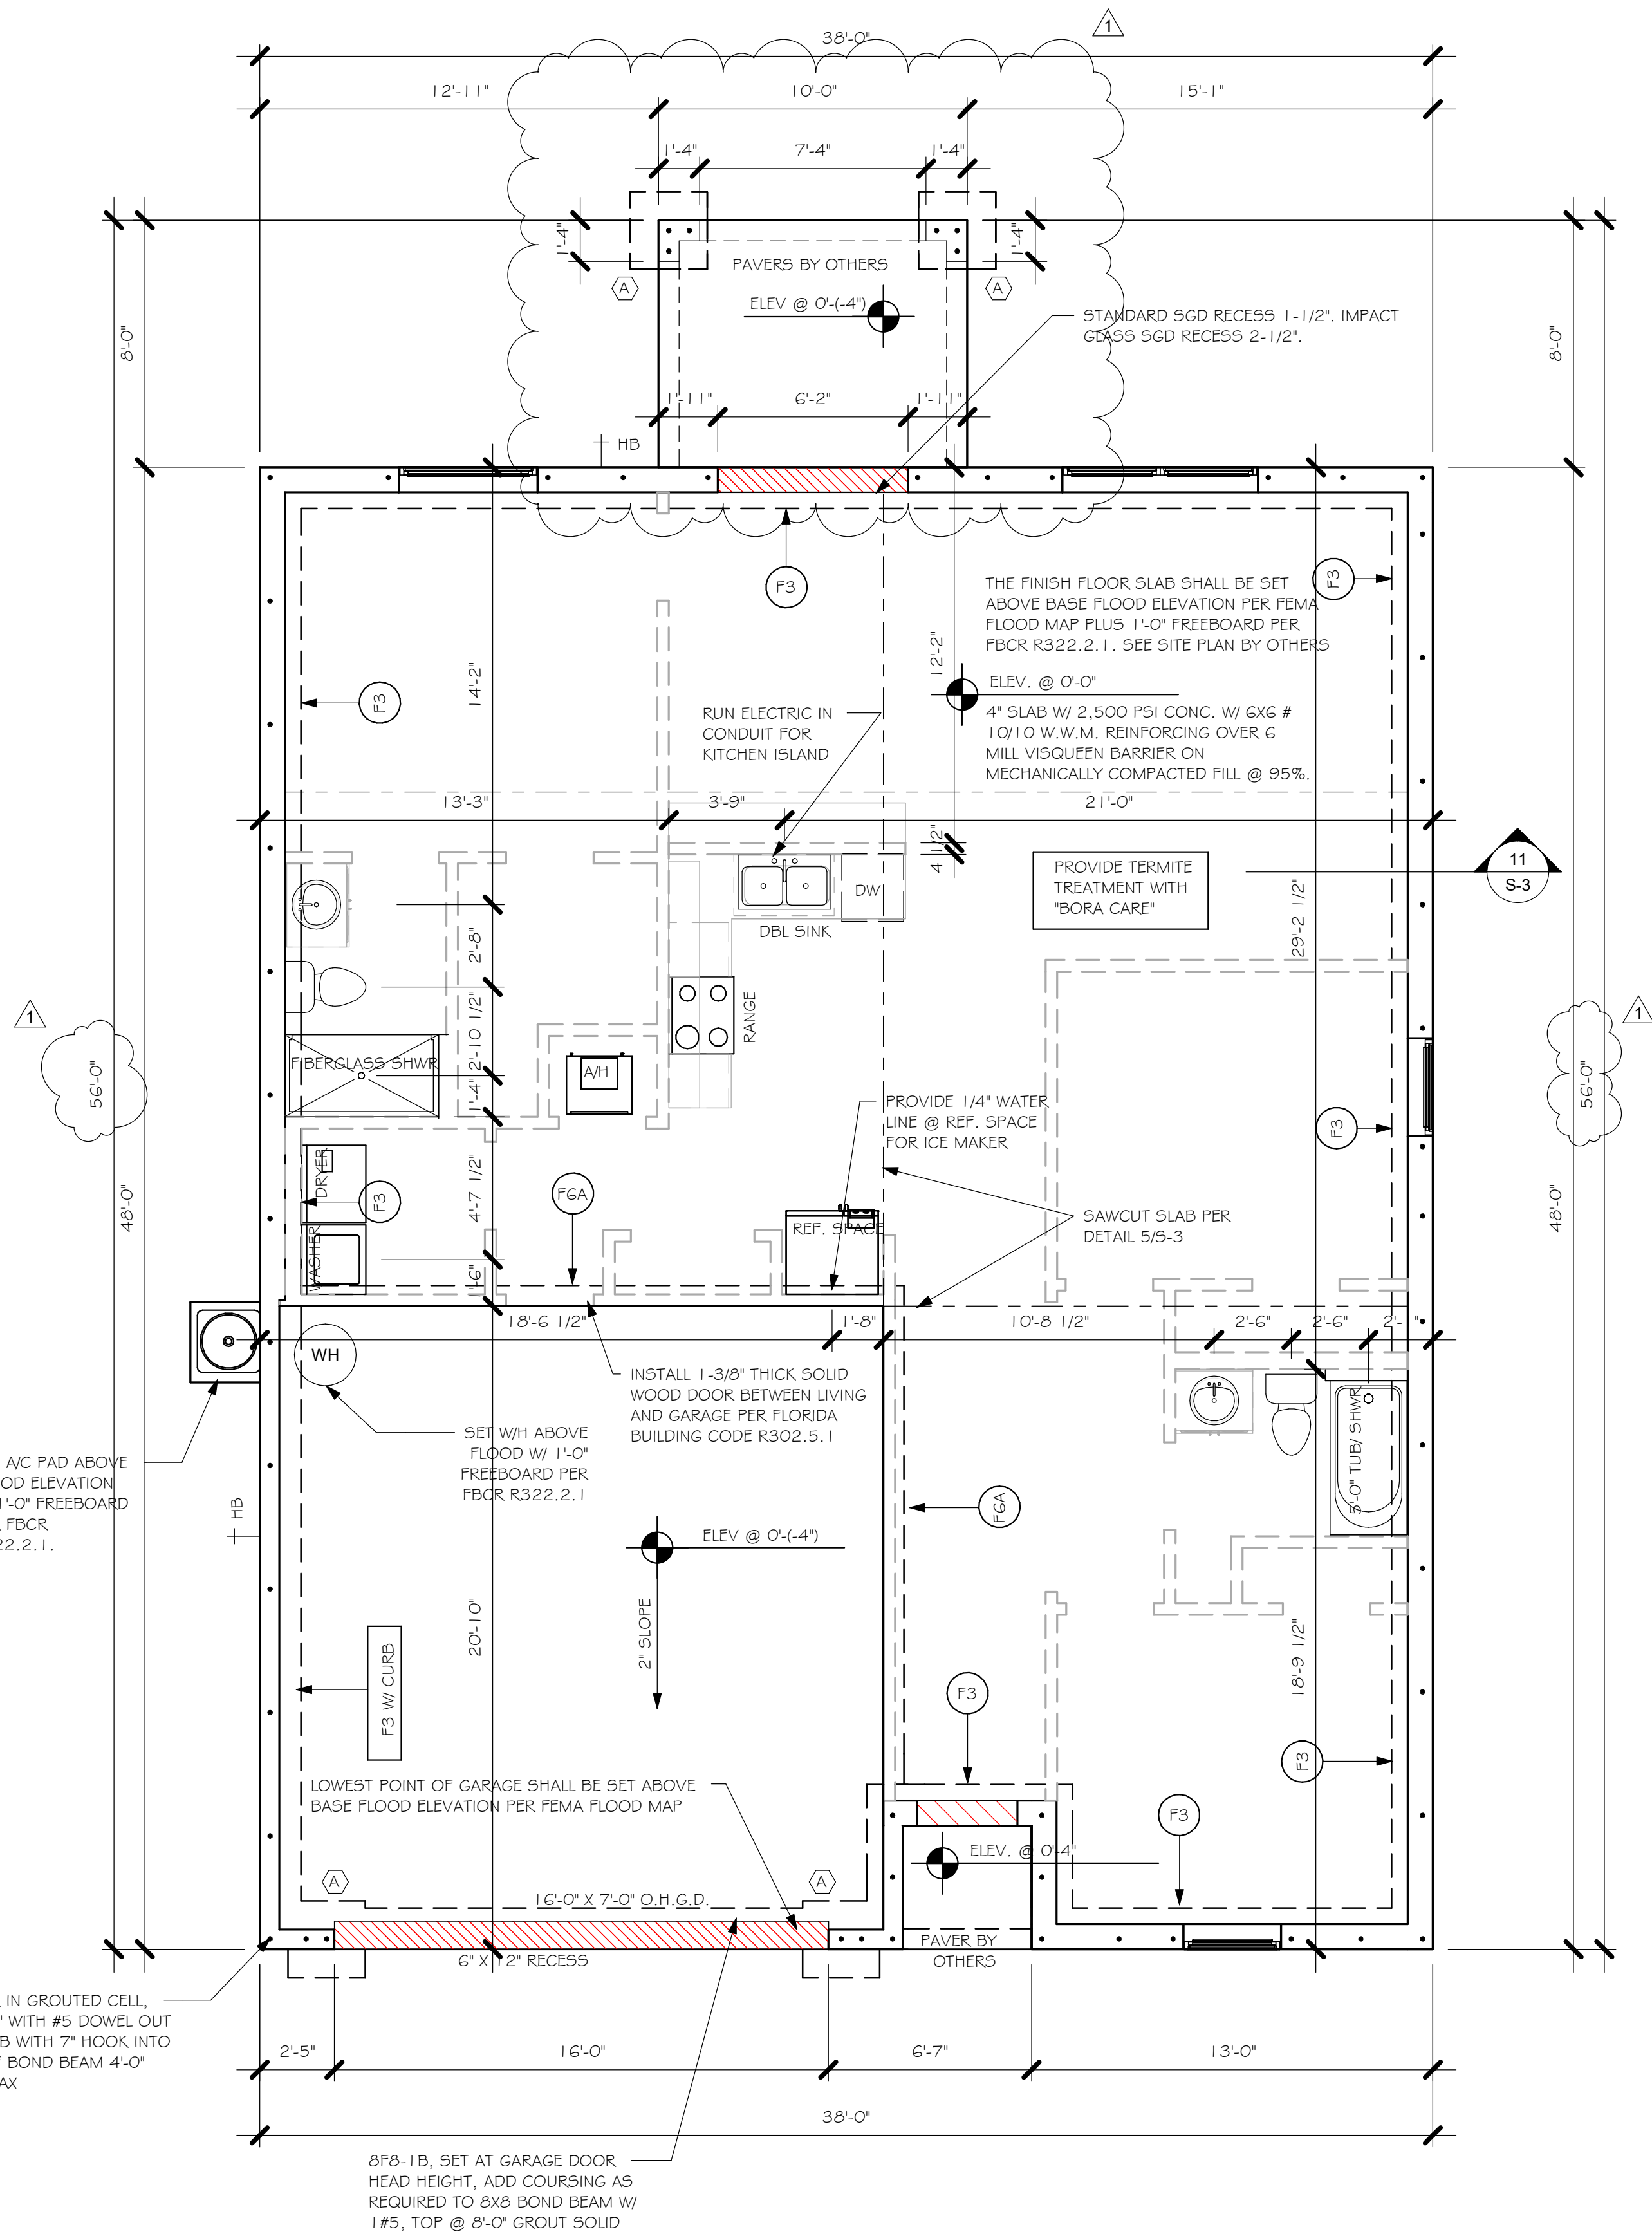 1
38'-0"
12'-11"
10'-0"
15'-1"
1'-4"
7'-4"
1'-4"
1'-4"
1'-4"
PAVERS BY OTHERS
A
A
ELEV @ 0'-(-4")
STANDARD SGD RECESS 1-1/2". IMPACT
GLASS SGD RECESS 2-1/2".
8'-0"
8'-0"
1'-11"
6'-2"
1'-11"
HB
F3
F3
THE FINISH FLOOR SLAB SHALL BE SET
ABOVE BASE FLOOD ELEVATION PER FEMA
FLOOD MAP PLUS 1'-0" FREEBOARD PER
FBCR R322.2.1. SEE SITE PLAN BY OTHERS
12'-2"
14'-2"
F3
ELEV. @ 0'-0"
RUN ELECTRIC IN
CONDUIT FOR
KITCHEN ISLAND
4" SLAB W/ 2,500 PSI CONC. W/ 6X6 #
10/10 W.W.M. REINFORCING OVER 6
MILL VISQUEEN BARRIER ON
MECHANICALLY COMPACTED FILL @ 95%.
13'-3"
3'-9"
21'-0"
4 1/2"
DW
DBL SINK
PROVIDE TERMITE
TREATMENT WITH
"BORA CARE"
11
S-3
29'-2 1/2"
2'-8"
RANGE
1
56'-0"
1
56'-0"
2'-10 1/2"
FIBERGLASS SHWR
A/H
1'-4"
PROVIDE 1/4" WATER
LINE @ REF. SPACE
FOR ICE MAKER
F3
DRYER
F3
4'-7 1/2"
F6A
48'-0"
48'-0"
REF. SPACE
SAWCUT SLAB PER
DETAIL 5/S-3
WASHER
1'-6"
18'-6 1/2"
1'-8"
10'-8 1/2"
2'-6"
2'-6"
WH
INSTALL 1-3/8" THICK SOLID
WOOD DOOR BETWEEN LIVING
AND GARAGE PER FLORIDA
BUILDING CODE R302.5.1
SET W/H ABOVE
FLOOD W/ 1'-0"
FREEBOARD PER
FBCR R322.2.1
5'-0" TUB/ SHWR
A/C PAD ABOVE
OD ELEVATION
1'-0" FREEBOARD
FBCR
22.2.1.
HB
F6A
ELEV @ 0'-(-4")
20'-10"
2" SLOPE
18'-9 1/2"
F3 W/ CURB
F3
F3
LOWEST POINT OF GARAGE SHALL BE SET ABOVE
BASE FLOOD ELEVATION PER FEMA FLOOD MAP
F3
ELEV. @ 0'-4"
A
A
16'-0" X 7'-0" O.H.G.D.
6" X 12" RECESS
PAVER BY
OTHERS
IN GROUTED CELL,
" WITH #5 DOWEL OUT
B WITH 7" HOOK INTO
F BOND BEAM 4'-0"
AX
2'-5"
16'-0"
6'-7"
13'-0"
38'-0"
8F8-1B, SET AT GARAGE DOOR
HEAD HEIGHT, ADD COURSING AS
REQUIRED TO 8X8 BOND BEAM W/
1#5, TOP @ 8'-0" GROUT SOLID